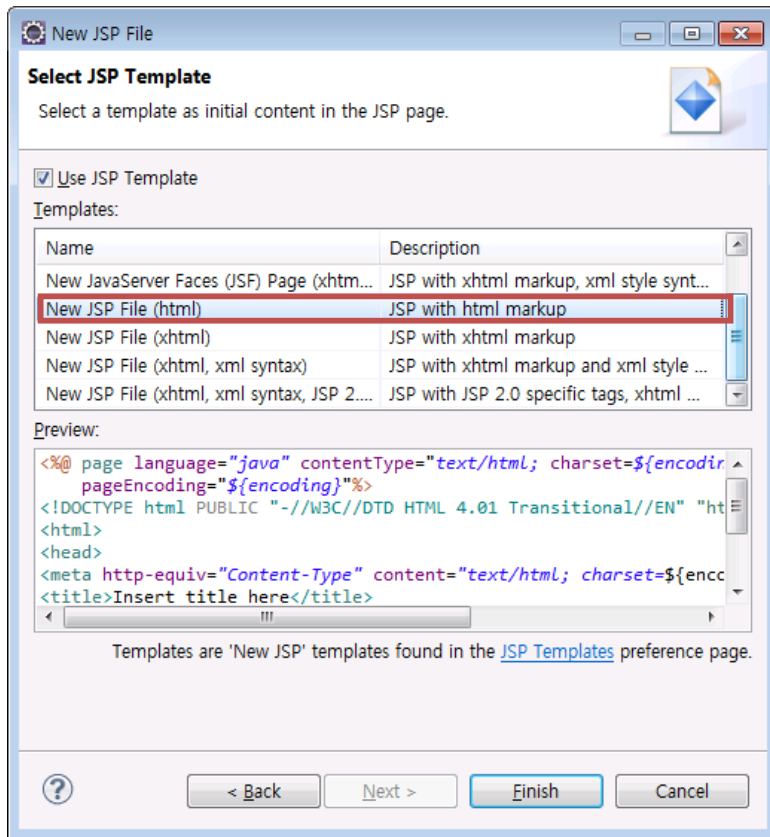 New JSP File
Select JSP Template
Select a template as initial content in the JSP page.
Use JSP Template
Templates:
Name Description
New JavaServer Faces (JSF) Page (xhtm... JSP with xhtml markup, xml style synt...
New JSP File (html) JSP with html markup
New JSP File (xhtml) JSP with xhtml markup
New JSP File (xhtml, xml syntax) JSP with xhtml markup and xml style ...
New JSP File (xhtml, xml syntax, JSP 2.... JSP with JSP 2.0 specific tags, xhtml ...
Preview:
<%@ page language="java" contentType="text/html; charset=${encodin
pageEncoding="${encoding}"%>
<!DOCTYPE html PUBLIC "-//W3C//DTD HTML 4.01 Transitional//EN" "ht
<html>
<head>
<meta http-equiv="Content-Type" content="text/html; charset=${enco
<title>Insert title here</title>
Templates are 'New JSP' templates found in the JSP Templates preference page.
? < Back Next > Finish Cancel